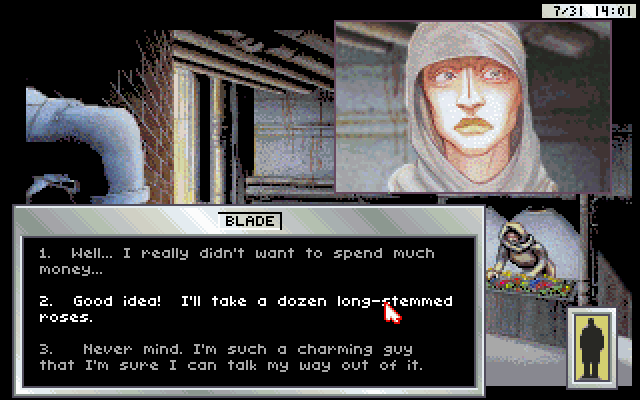 7/31 14:01
BLADE
1. Well... I really didn't want to spend much
money...
2. Good idea! I'll take a dozen long-stemmed
roses.
3. Never mind. I'm such a charming guy
that I'm sure I can talk my way out of it.